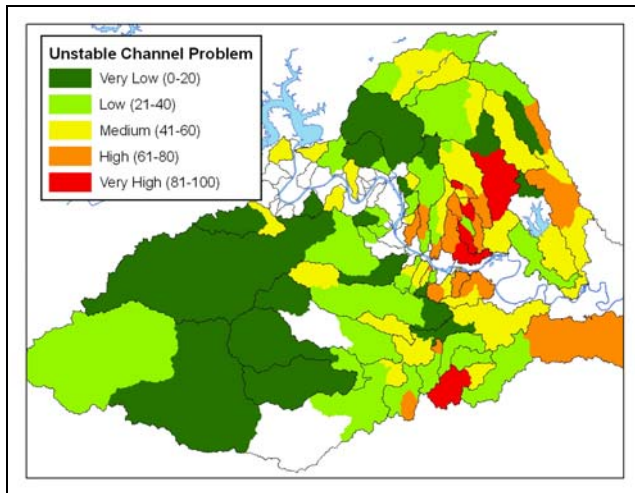 Unstable Channel Problem
Very Low (0-20)
Low (21-40)
Medium (41-60)
High (61-80)
Very High (81-100)